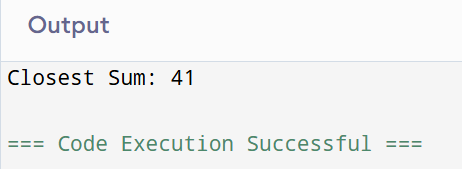 Output
Closest Sum: 41
=== Code Execution Successful ===